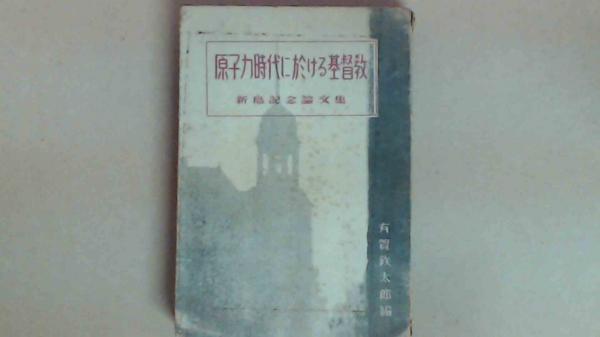 原子力時代に於ける基督教
新島記念論文集
有賀鉄太郎編